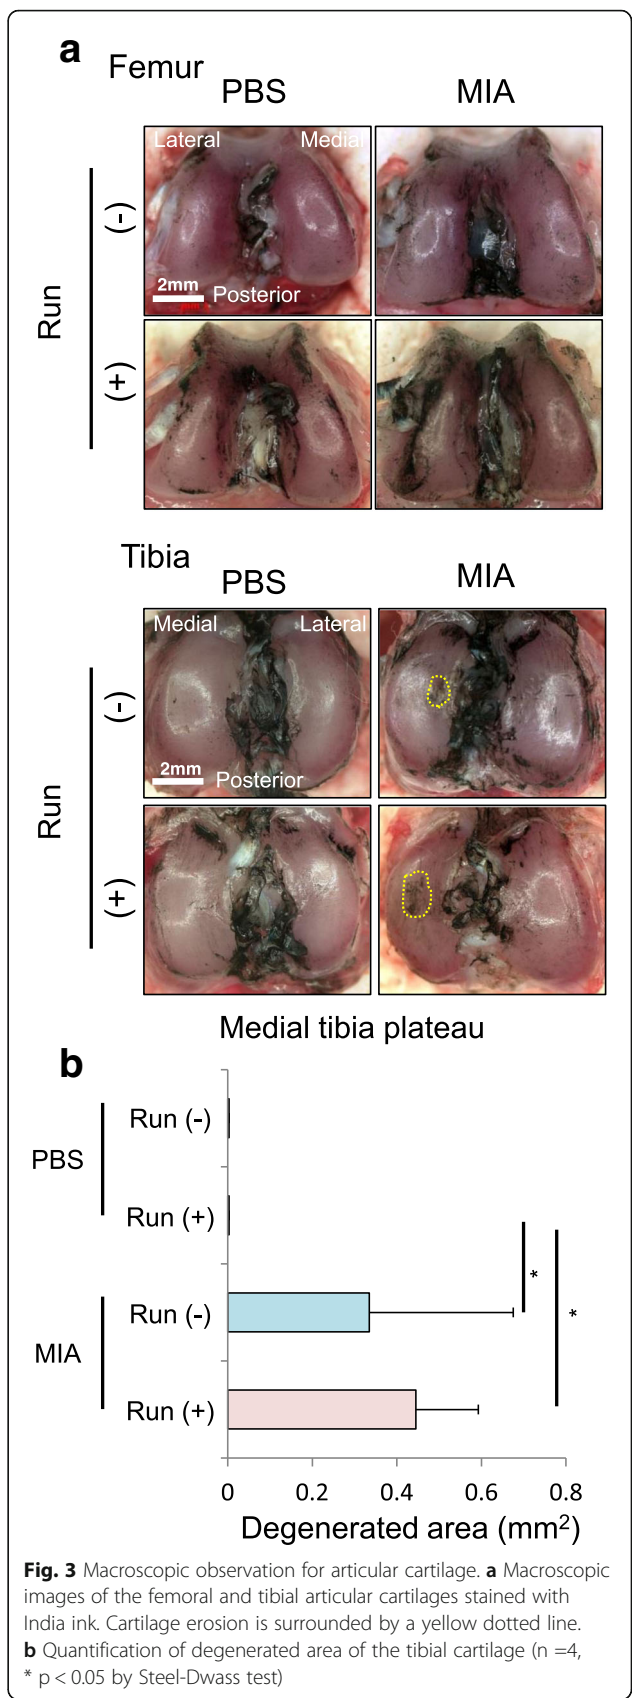 a
Femur
PBS
MIA
Lateral
Medial
Run
(-)
2mm
Posterior
(+)
Tibia
PBS
MIA
Medial
Lateral
Run
(-)
2mm
Posterior
(+)
Medial tibia plateau
b
PBS
Run (-)
Run (+)
*
MIA
Run (-)
*
Run (+)
0 0.2 0.4 0.6 0.8
Degenerated area (mm²)
Fig. 3 Macroscopic observation for articular cartilage. a Macroscopic
images of the femoral and tibial articular cartilages stained with
India ink. Cartilage erosion is surrounded by a yellow dotted line.
b Quantification of degenerated area of the tibial cartilage (n =4,
* p < 0.05 by Steel-Dwass test)